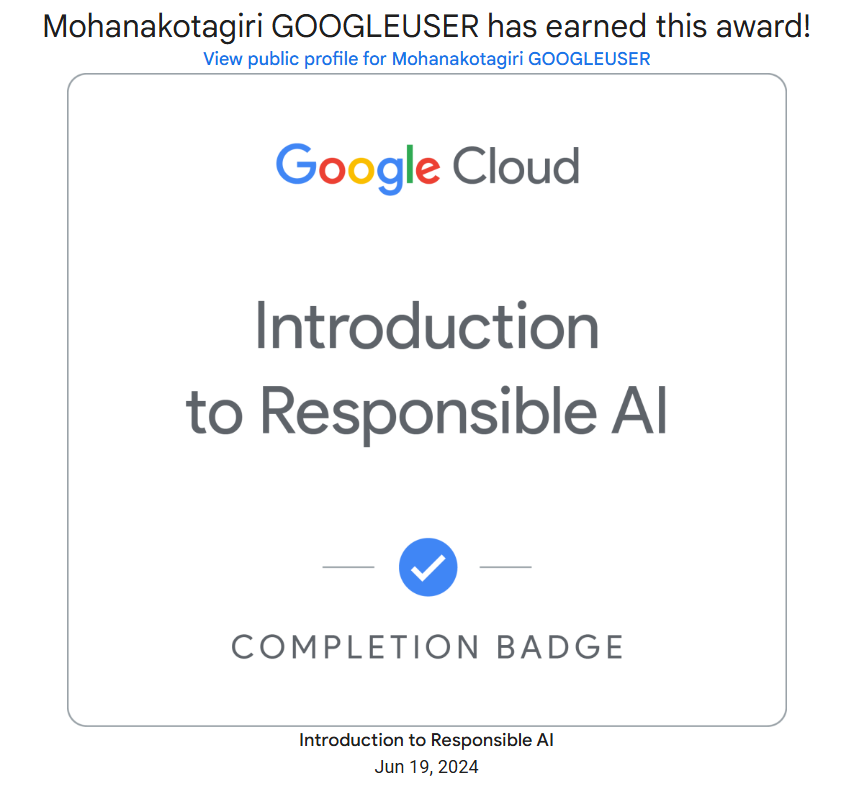 Mohanakotagiri GOOGLEUSER has earned this award!
View public profile for Mohanakotagiri GOOGLEUSER
Google Cloud
Introduction
to Responsible AI
COMPLETION BADGE
Introduction to Responsible AI
Jun 19, 2024